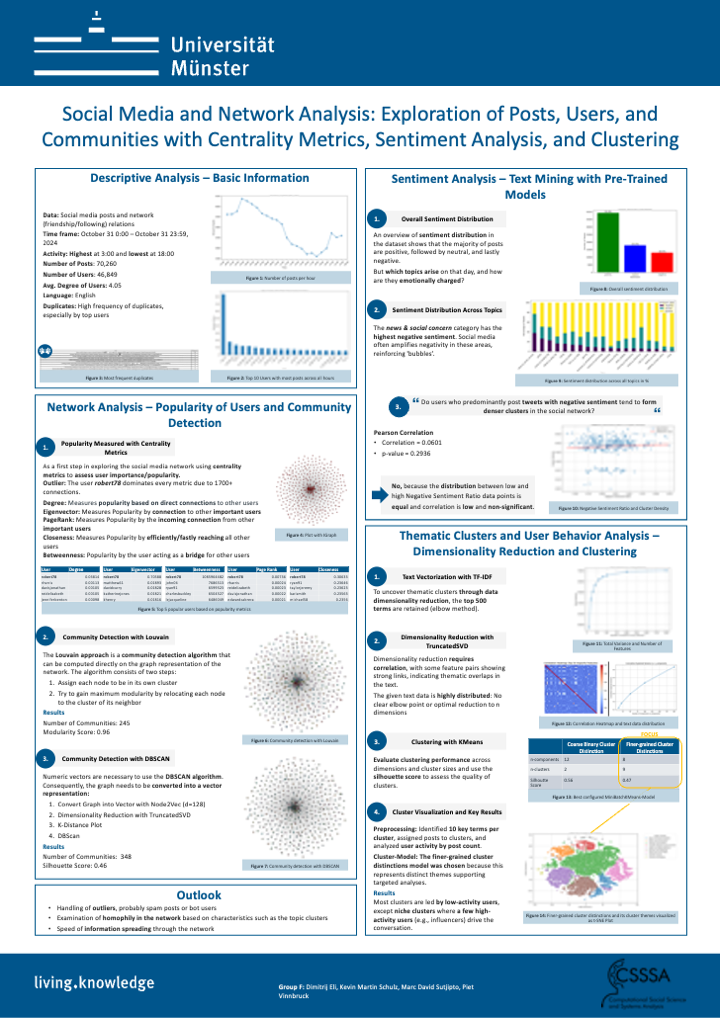 Universität
Münster
Social Media and Network Analysis: Exploration of Posts, Users, and
Communities with Centrality Metrics, Sentiment Analysis, and Clustering
Descriptive Analysis – Basic Information
Data: Social media posts and network
(friendship/following) relations
Time frame: October 31 0:00 – October 31 23:59,
2024
Activity: Highest at 3:00 and lowest at 18:00
Number of Posts: 70,260
Number of Users: 46,849
Avg. Degree of Users: 4.05
Language: English
Duplicates: High frequency of duplicates,
especially by top users
Figure 1: Number of posts per hour
Figure 3: Most frequent duplicates
Figure 2: Top 10 Users with most posts across all hours
Network Analysis – Popularity of Users and Community
Detection
1.
Popularity Measured with Centrality
Metrics
As a first step in exploring the social media network using centrality
metrics to assess user importance/popularity.
Outlier: The user robert78 dominates every metric due to 1700+
connections.
Degree: Measures popularity based on direct connections to other users
Eigenvector: Measures Popularity by connection to other important users
PageRank: Measures Popularity by the incoming connection from other
important users
Closeness: Measures Popularity by efficiently/fastly reaching all other
users
Betweenness: Popularity by the user acting as a bridge for other users
Figure 4: Plot with iGraph
User Degree User Eigenvector User Betweenness User Page Rank User Closeness
Figure 5: Top 5 popular users based on popularity metrics
2.
Community Detection with Louvain
The Louvain approach is a community detection algorithm that
can be computed directly on the graph representation of the
network. The algorithm consists of two steps:
1. Assign each node to be in its own cluster
2. Try to gain maximum modularity by relocating each node
to the cluster of its neighbor
Results
Number of Communities: 245
Modularity Score: 0.96
Figure 6: Community detection with Louvain
3.
Community Detection with DBSCAN
Numeric vectors are necessary to use the DBSCAN algorithm.
Consequently, the graph needs to be converted into a vector
representation:
1. Convert Graph into Vector with Node2Vec (d=128)
2. Dimensionality Reduction with TruncatedSVD
3. K-Distance Plot
4. DBScan
Results
Number of Communities: 348
Silhouette Score: 0.46
Figure 7: Community detection with DBSCAN
Outlook
• Handling of outliers, probably spam posts or bot users
• Examination of homophily in the network based on characteristics such as the topic clusters
• Speed of information spreading through the network
Sentiment Analysis – Text Mining with Pre-Trained
Models
1.
Overall Sentiment Distribution
An overview of sentiment distribution in
the dataset shows that the majority of posts
are positive, followed by neutral, and lastly
negative.
But which topics arise on that day, and how
are they emotionally charged?
Figure 8: Overall sentiment distribution
2.
Sentiment Distribution Across Topics
The news & social concern category has the
highest negative sentiment. Social media
often amplifies negativity in these areas,
reinforcing 'bubbles'.
Figure 9: Sentiment distribution across all topics in %
3.
“ Do users who predominantly post tweets with negative sentiment tend to form
denser clusters in the social network? “
Pearson Correlation
• Correlation = 0.0601
• p-value = 0.2936
No, because the distribution between low and
high Negative Sentiment Ratio data points is
equal and correlation is low and non-significant.
Figure 10: Negative Sentiment Ratio and Cluster Density
Thematic Clusters and User Behavior Analysis –
Dimensionality Reduction and Clustering
1.
Text Vectorization with TF-IDF
To uncover thematic clusters through data
dimensionality reduction, the top 500
terms are retained (elbow method).
Figure 11: Total Variance and Number of
Features
2.
Dimensionality Reduction with
TruncatedSVD
Dimensionality reduction requires
correlation, with some feature pairing showing
strong links, indicating thematic overlaps in
the text.
The given text data is highly distributed: No
clear elbow point or optimal reduction to n
dimensions
Figure 12: Correlation Heatmap and text data distribution
3.
Clustering with KMeans
Evaluate clustering performance across
dimensions and cluster sizes and use the
silhouette score to assess the quality of
clusters.
Focus
Coarse Binary Cluster Distinction Finer-grained Cluster Distinctions
n-components 12 8
n-clusters 2 9
Silhoutte Score 0.56 0.47
Figure 13: Best configured MiniBatchKMeans-Model
4.
Cluster Visualization and Key Results
Preprocessing: Identified 10 key terms per
cluster, assigned posts to clusters, and
analyzed user activity by post count.
Cluster-Model: The finer-grained cluster
distinctions model was chosen because it
represents distinct themes supporting
targeted analyses.
Results
Most clusters are led by low-activity users,
except niche clusters where a few high-
activity users (e.g., influencers) drive the
conversation.
Figure 14: Finer-grained cluster distinctions and its cluster themes visualized
as t-SNE Plot
living.knowledge
Group F: Dimitrij Eli, Kevin Martin Schulz, Marc David Sutjipto, Piet
Vinnbruck
CSSSA
Computational Social Science
and Systems Analysis